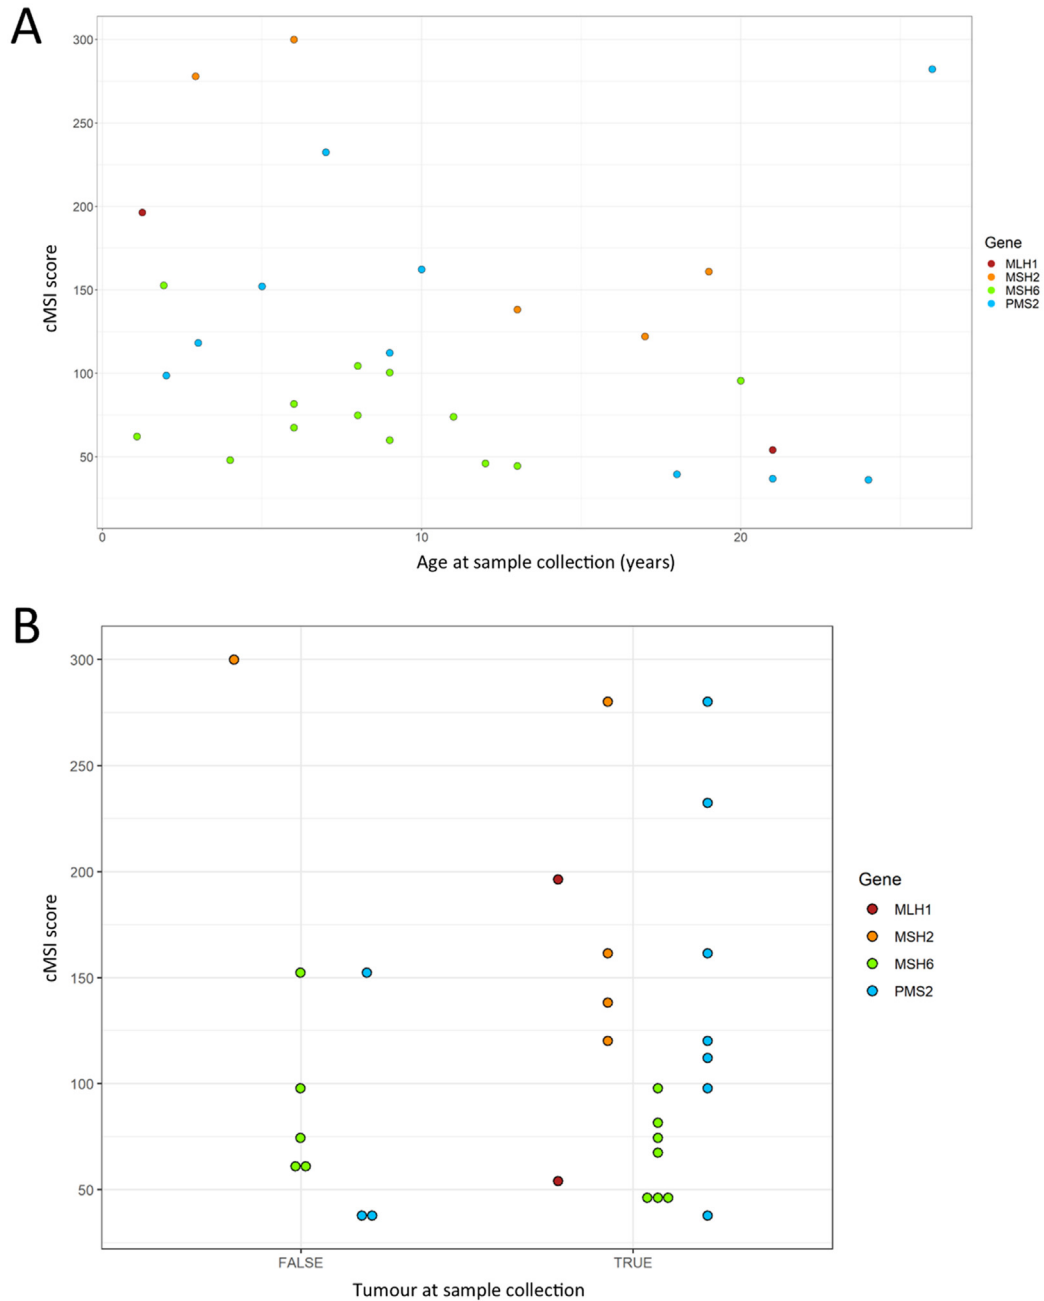 A
300
250
200
150
100
50
cMSI score
0
10
20
Age at sample collection (years)
Gene
MLH1
MSH2
MSH6
PMS2
B
300
250
200
150
100
50
cMSI score
FALSE
TRUE
Tumour at sample collection
Gene
MLH1
MSH2
MSH6
PMS2